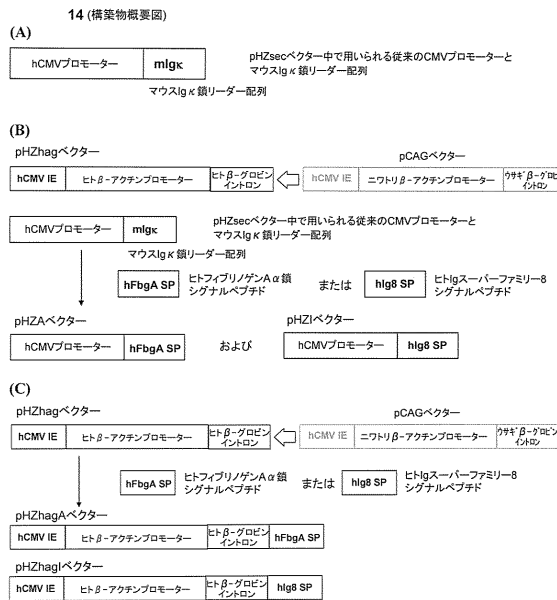 14 (構築物概要図)
(A)
hCMVプロモーター
mIgκ
pHZsecベクター中で用いられる従来のCMVプロモーターと
マウスIgκ鎖リーダー配列
マウスIgκ鎖リーダー配列
(B)
pHZhagベクター
pCAGベクター
hCMV IE
ヒトβ-アクチンプロモーター
ヒトβ-グロビン
イントロン
hCMV IE
ニワトリβ-アクチンプロモーター
ウサギβ-グロビ
イントロン
hCMVプロモーター
mIgκ
pHZsecベクター中で用いられる従来のCMVプロモーターと
マウスIgκ鎖リーダー配列
マウスIgκ鎖リーダー配列
hFbgA SP
ヒトフィブリノゲンAα鎖
シグナルペプチド
または
hIg8 SP
ヒトIgスーパーファミリー8
シグナルペプチド
pHZAベクター
pHZIベクター
hCMVプロモーター
hFbgA SP
および
hCMVプロモーター
hIg8 SP
(C)
pHZhagベクター
pCAGベクター
hCMV IE
ヒトβ-アクチンプロモーター
ヒトβ-グロビン
イントロン
hCMV IE
ニワトリβ-アクチンプロモーター
ウサギβ-グロビン
イントロン
hFbgA SP
ヒトフィブリノゲンAα鎖
シグナルペプチド
または
hIg8 SP
ヒトIgスーパーファミリー8
シグナルペプチド
pHZhagAベクター
hCMV IE
ヒトβ-アクチンプロモーター
ヒトβ-グロビン
イントロン
hFbgA SP
pHZhagIベクター
hCMV IE
ヒトβ-アクチンプロモーター
ヒトβ-グロビン
イントロン
hIg8 SP